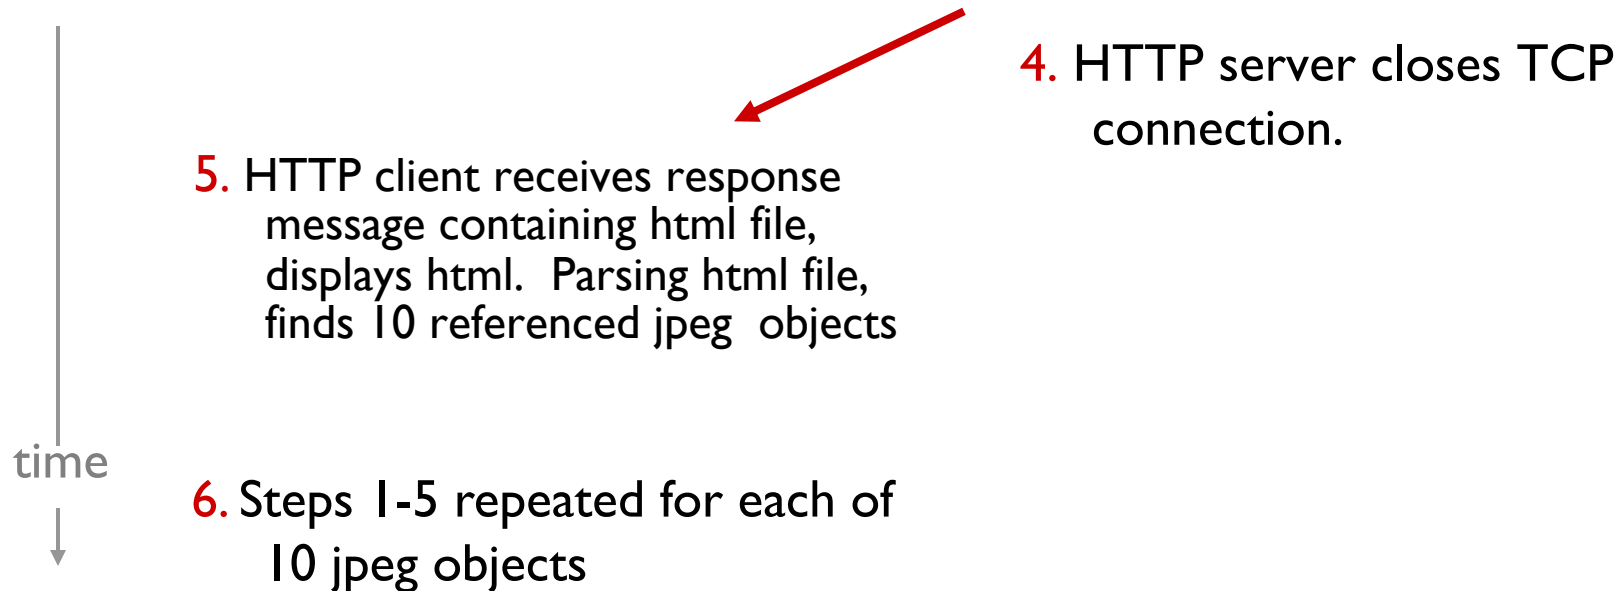 4. HTTP server closes TCP
connection.
5. HTTP client receives response
message containing html file,
displays html.  Parsing html file,
finds 10 referenced jpeg  objects
time
6. Steps 1-5 repeated for each of
10 jpeg objects